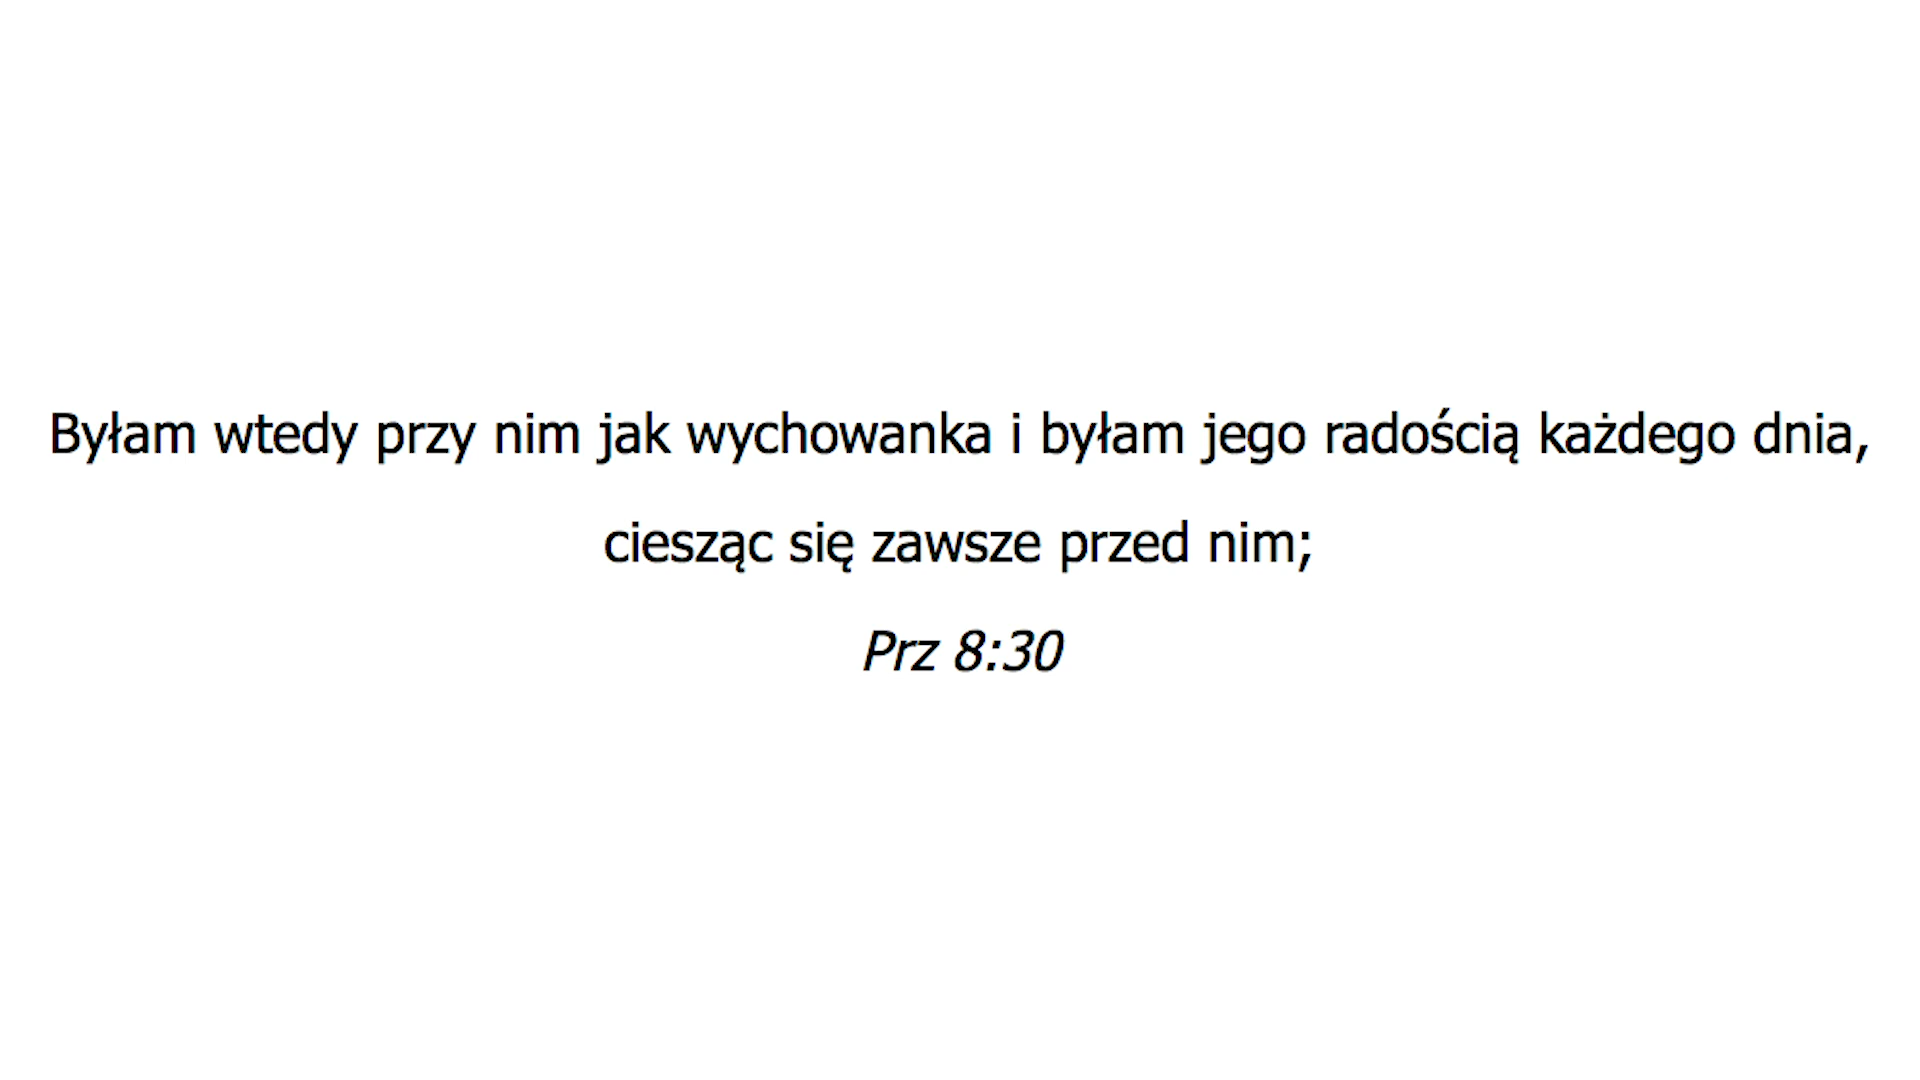 Byłam wtedy przy nim jak wychowanka i byłam jego radością każdego dnia,
ciesząc się zawsze przed nim;
Prz 8:30